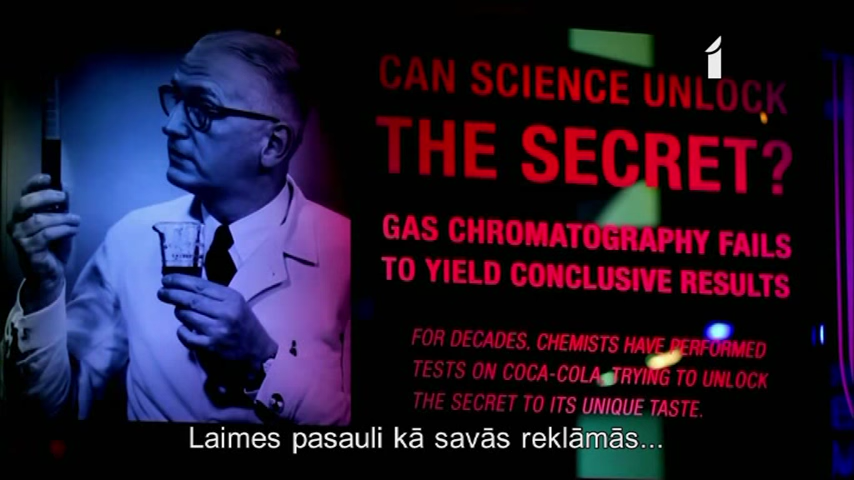 1
CAN SCIENCE UNLOCK
THE SECRET?
GAS CHROMATOGRAPHY FAILS
TO YIELD CONCLUSIVE RESULTS
FOR DECADES, CHEMISTS HAVE PERFORMED
TESTS ON COCA-COLA, TRYING TO UNLOCK
THE SECRET TO ITS UNIQUE TASTE.
Laimes pasauli kā savās reklāmās...